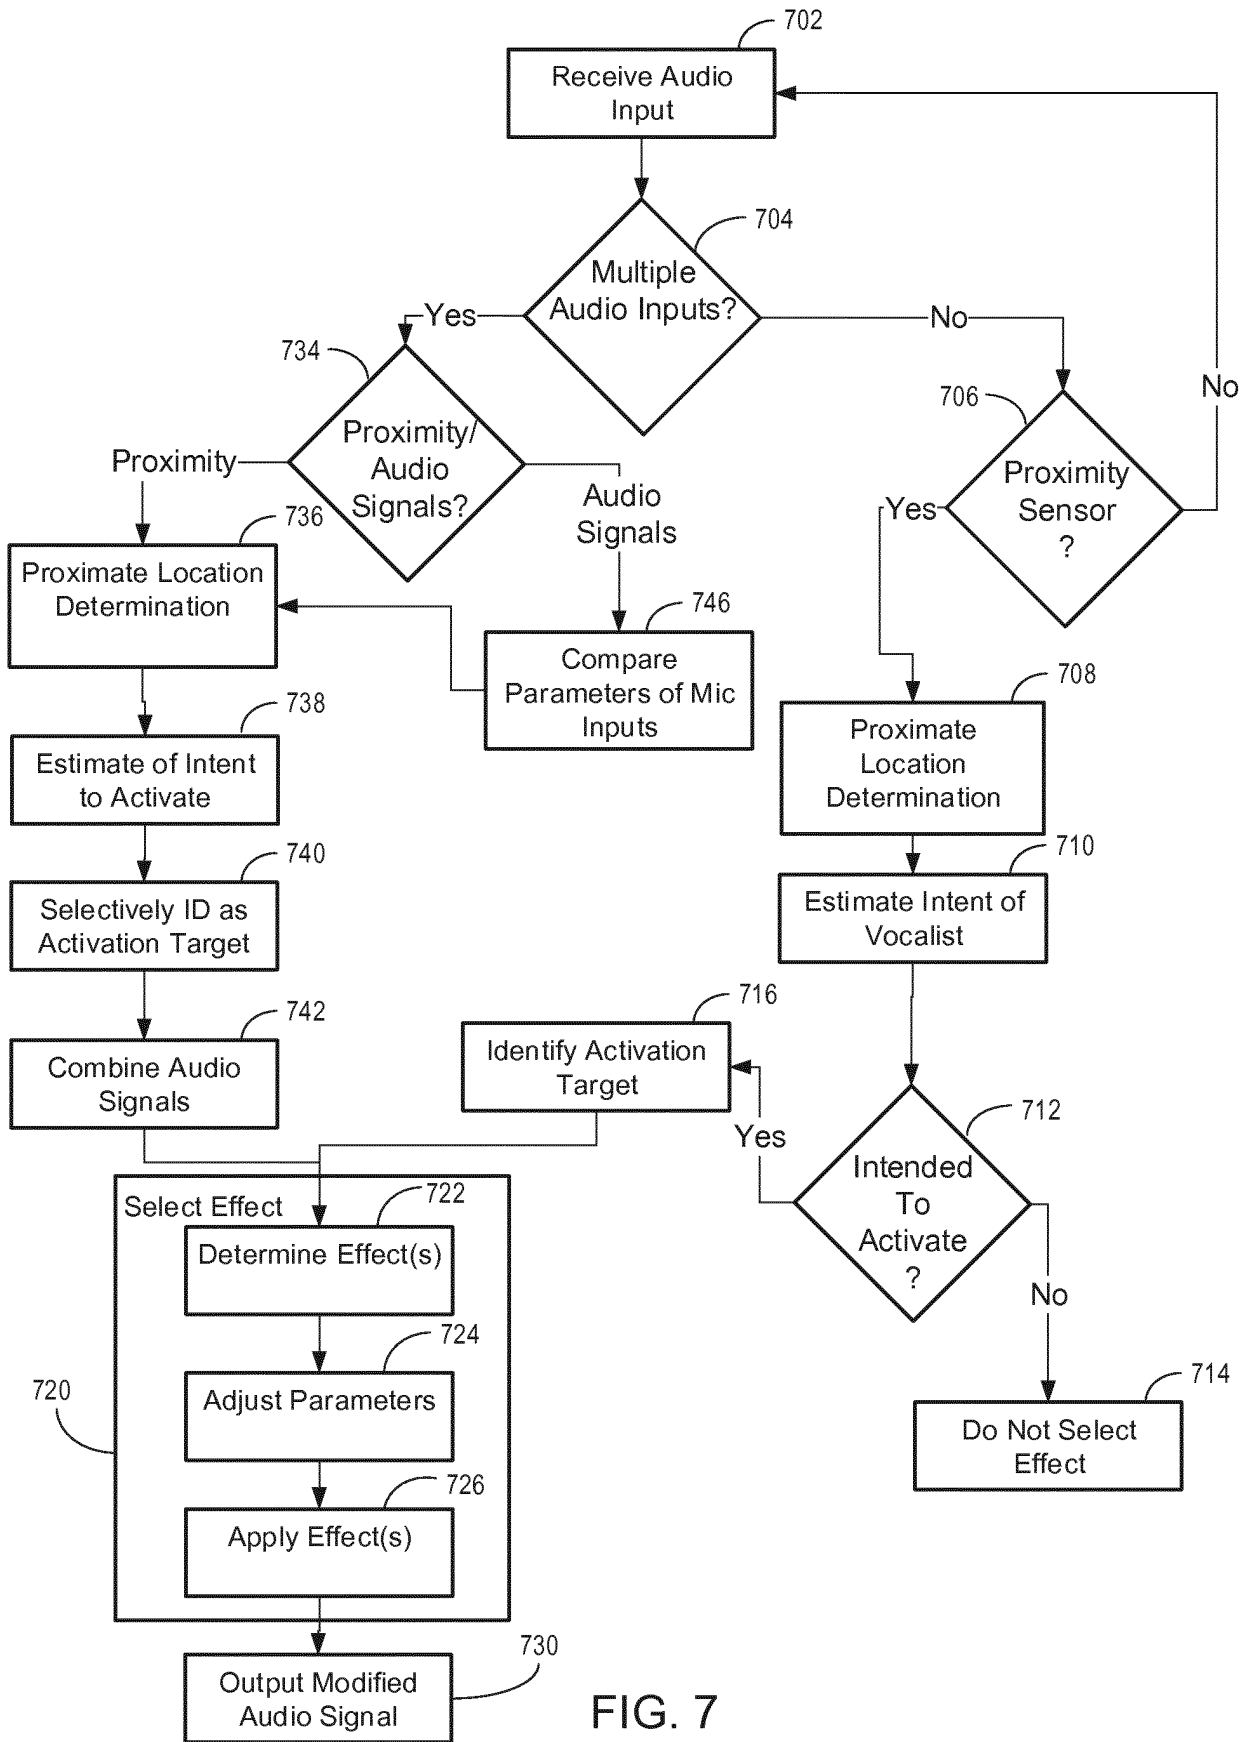 702
Receive Audio
Input
704
Multiple
Audio Inputs?
Yes
No
734
Proximity/
Audio
Signals?
706
No
Proximity
Sensor
?
Proximity
Audio
Signals
Yes
736
Proximate Location
Determination
746
Compare
Parameters of Mic
Inputs
708
Proximate
Location
Determination
738
Estimate of Intent
to Activate
710
Estimate Intent of
Vocalist
740
Selectively ID as
Activation Target
742
Combine Audio
Signals
716
Identify Activation
Target
712
Yes
Intended
To
Activate
?
No
714
Do Not Select
Effect
720
Select Effect
722
Determine Effect(s)
724
Adjust Parameters
726
Apply Effect(s)
730
Output Modified
Audio Signal
FIG. 7